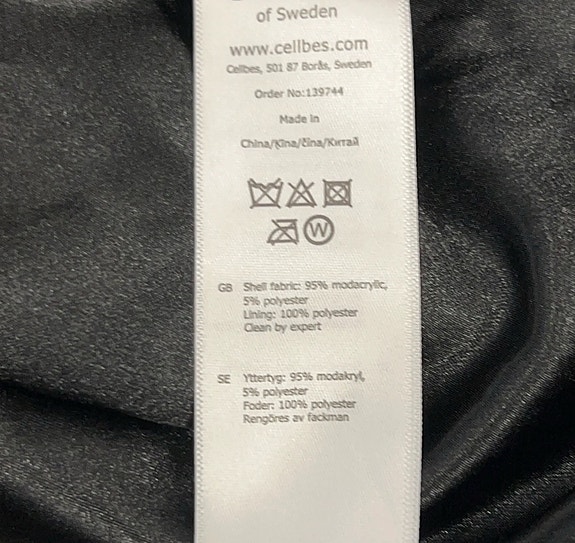 of Sweden
www.cellbes.com
Cellbes, 501 87 Borås, Sweden
Order No:139744
Made in
China/Ķīna/Čína/Китай
W
GB Shell fabric: 95% modacrylic,
5% polyester
Lining: 100% polyester
Clean by expert
SE Yttertyg: 95% modakryl,
5% polyester
Foder: 100% polyester
Rengöres av fackman